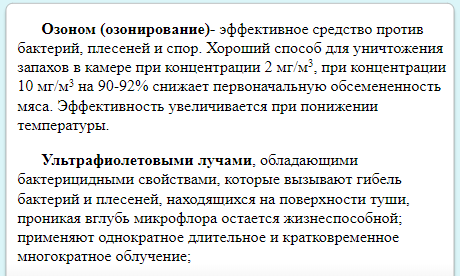 Озоном (озонирование)- эффективное средство против
бактерий, плесеней и спор. Хороший способ для уничтожения
запахов в камере при концентрации 2 мг/м³, при концентрации
10 мг/м³ на 90-92% снижает первоначальную обсемененность
мяса. Эффективность увеличивается при понижении
температуры.
Ультрафиолетовыми лучами, обладающими
бактерицидными свойствами, которые вызывают гибель
бактерий и плесеней, находящихся на поверхности туши,
проникая вглубь микрофлора остается жизнеспособной;
применяют однократное длительное и кратковременное
многократное облучение;